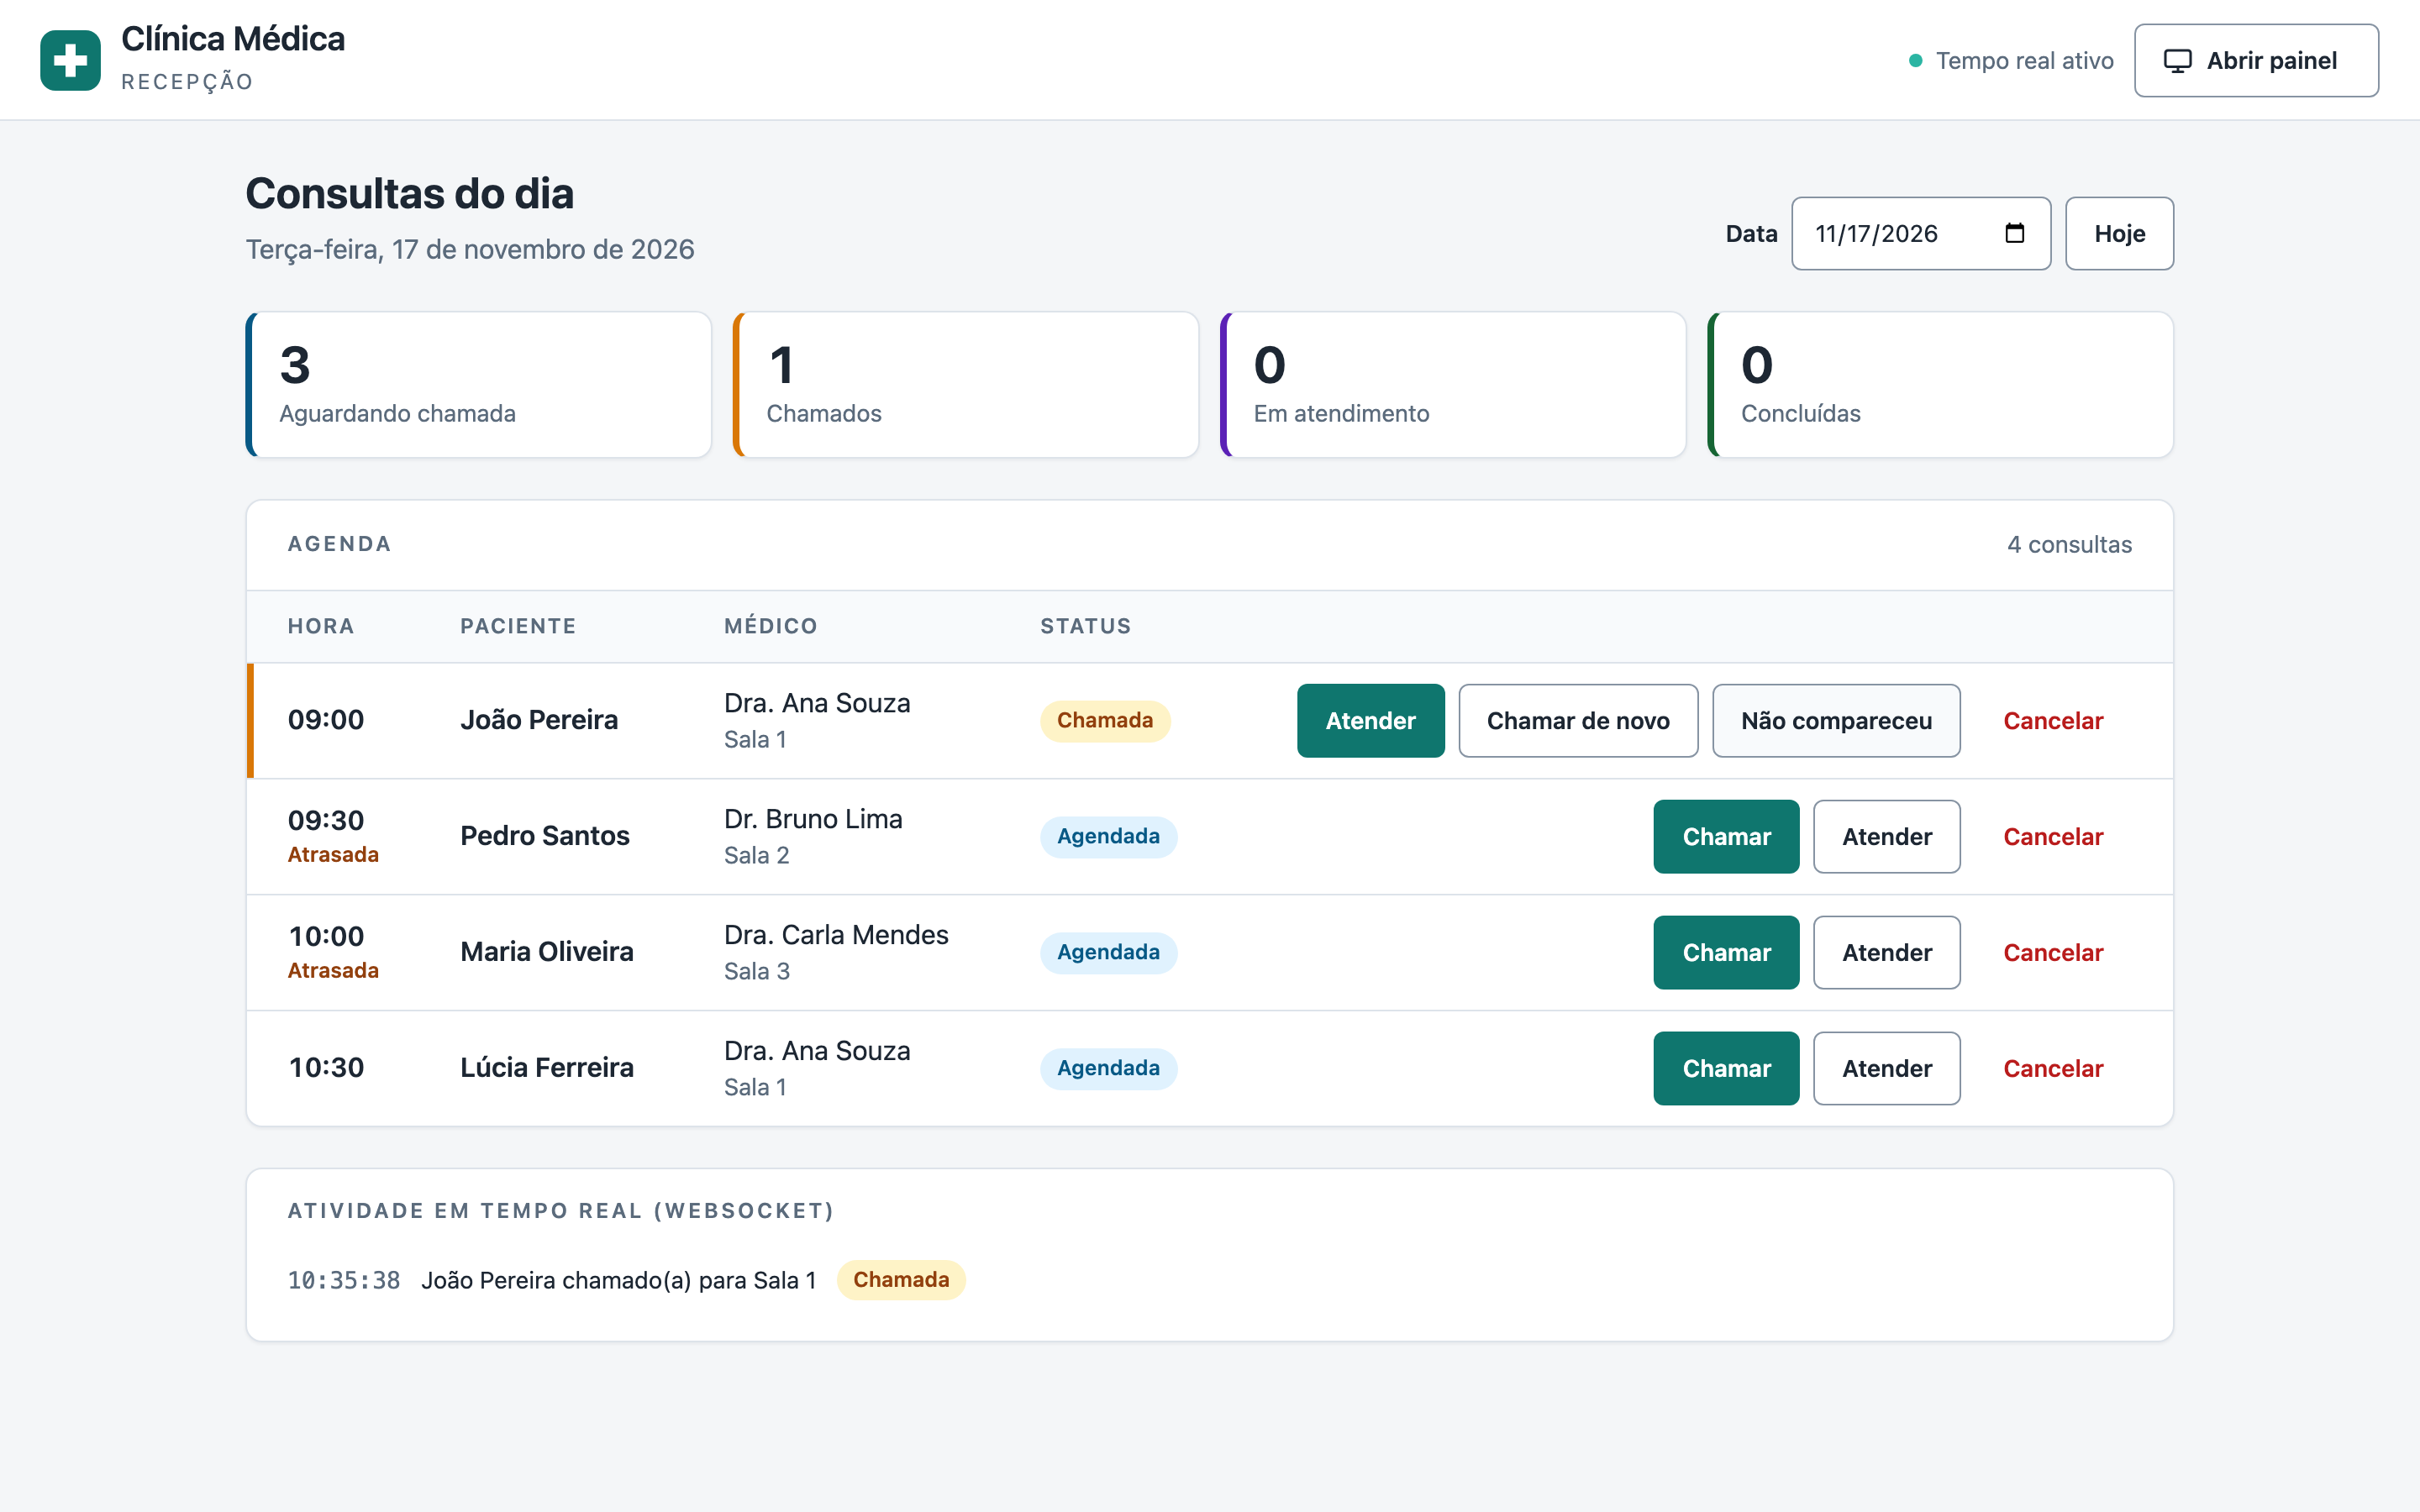 Clínica Médica
RECEPÇÃO
Tempo real ativo
Abrir painel
Consultas do dia
Terça-feira, 17 de novembro de 2026
Data
11/17/2026
Hoje
3
Aguardando chamada
1
Chamados
0
Em atendimento
0
Concluídas
AGENDA
4 consultas
HORA PACIENTE MÉDICO STATUS
09:00
João Pereira
Dra. Ana Souza
Sala 1
Chamada
Atender
Chamar de novo
Não compareceu
Cancelar
09:30
Atrasada
Pedro Santos
Dr. Bruno Lima
Sala 2
Agendada
Chamar
Atender
Cancelar
10:00
Atrasada
Maria Oliveira
Dra. Carla Mendes
Sala 3
Agendada
Chamar
Atender
Cancelar
10:30
Lúcia Ferreira
Dra. Ana Souza
Sala 1
Agendada
Chamar
Atender
Cancelar
ATIVIDADE EM TEMPO REAL (WEBSOCKET)
10:35:38 João Pereira chamado(a) para Sala 1 Chamada